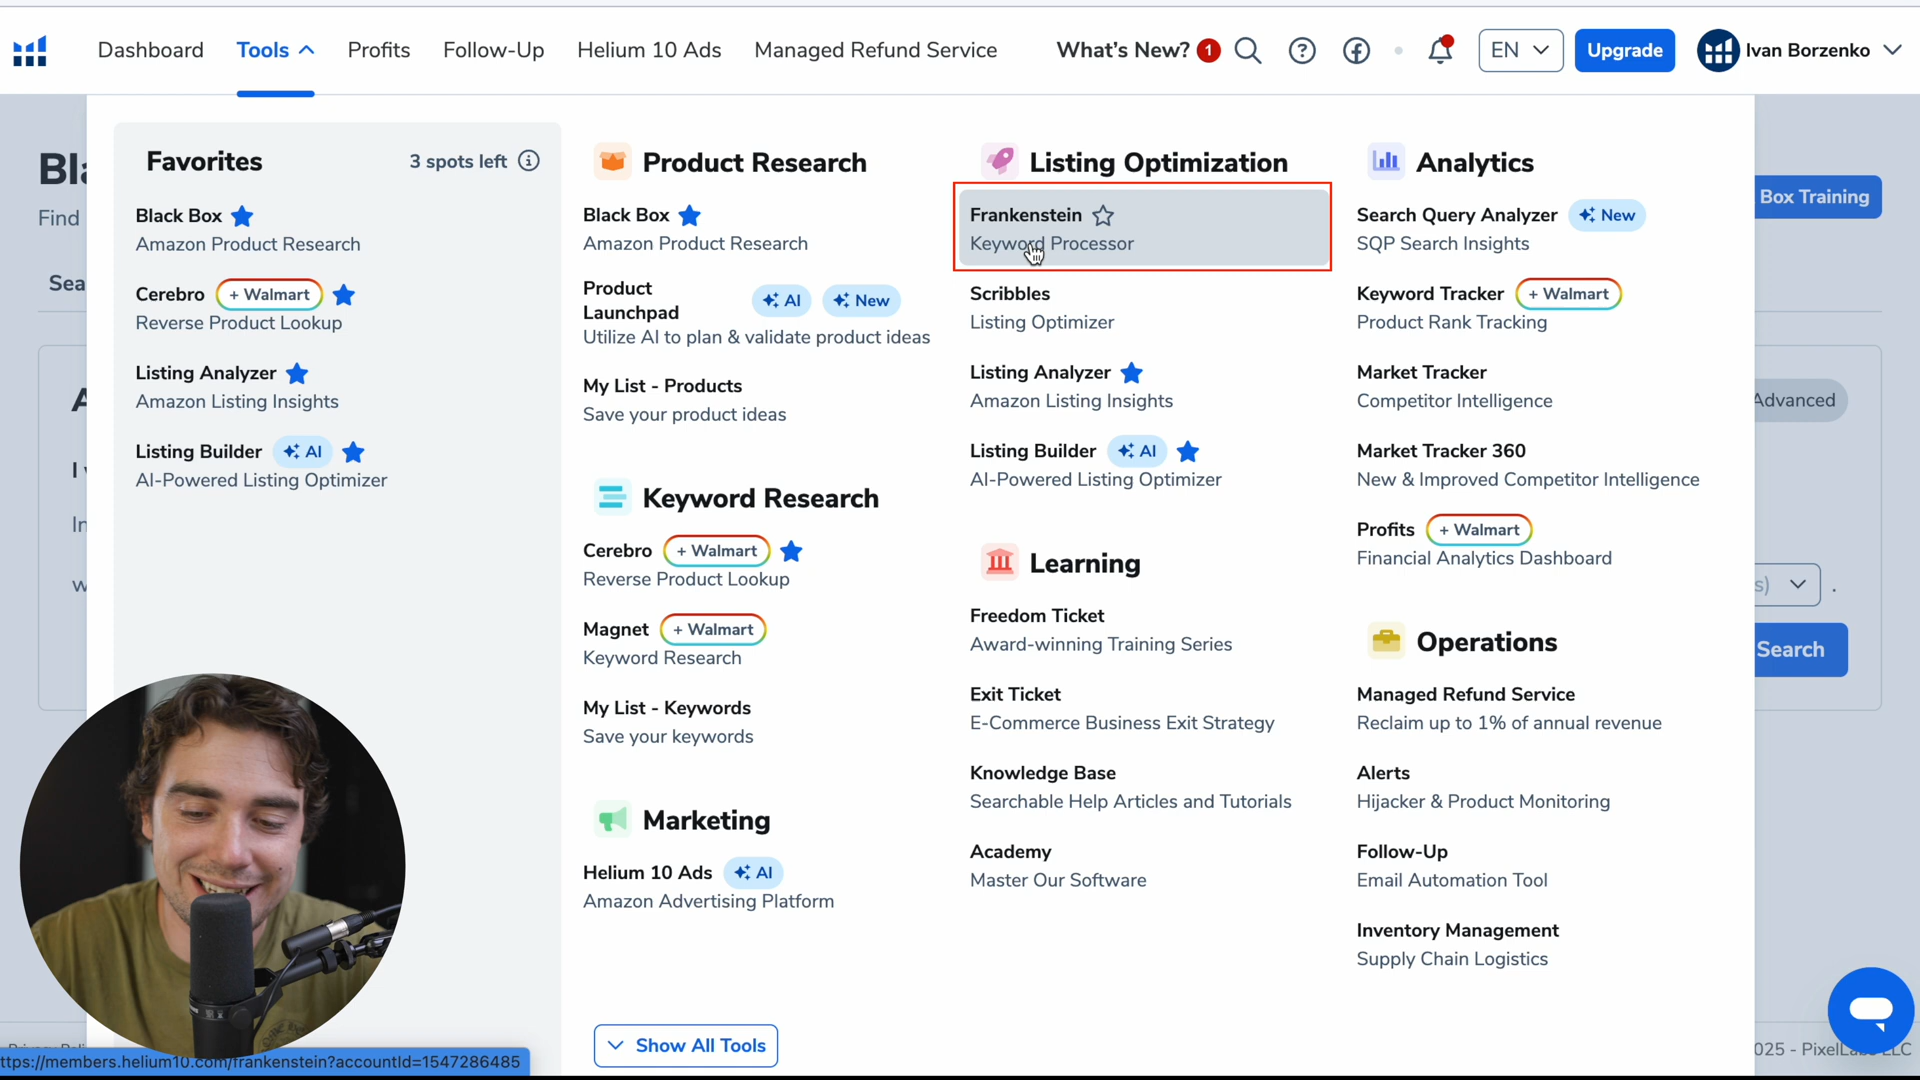 Dashboard
Tools
Profits
Follow-Up
Helium 10 Ads
Managed Refund Service
What's New? 1
EN
Upgrade
Ivan Borzenko
Find
Box Training
Sea
Advanced
Search
Favorites
3 spots left
Black Box
Amazon Product Research
Cerebro + Walmart
Reverse Product Lookup
Listing Analyzer
Amazon Listing Insights
Listing Builder AI
AI-Powered Listing Optimizer
Product Research
Black Box
Amazon Product Research
Product
Launchpad AI New
Utilize AI to plan & validate product ideas
My List - Products
Save your product ideas
Keyword Research
Cerebro + Walmart
Reverse Product Lookup
Magnet + Walmart
Keyword Research
My List - Keywords
Save your keywords
Marketing
Helium 10 Ads AI
Amazon Advertising Platform
Show All Tools
Listing Optimization
Frankenstein
Keyword Processor
Scribbles
Listing Optimizer
Listing Analyzer
Amazon Listing Insights
Listing Builder AI
AI-Powered Listing Optimizer
Learning
Freedom Ticket
Award-winning Training Series
Exit Ticket
E-Commerce Business Exit Strategy
Knowledge Base
Searchable Help Articles and Tutorials
Academy
Master Our Software
Analytics
Search Query Analyzer New
SQP Search Insights
Keyword Tracker + Walmart
Product Rank Tracking
Market Tracker
Competitor Intelligence
Market Tracker 360
New & Improved Competitor Intelligence
Profits + Walmart
Financial Analytics Dashboard
Operations
Managed Refund Service
Reclaim up to 1% of annual revenue
Alerts
Hijacker & Product Monitoring
Follow-Up
Email Automation Tool
Inventory Management
Supply Chain Logistics
ttps://members.helium10.com/frankenstein?accountId=1547286485
025 - PixelLabs LLC